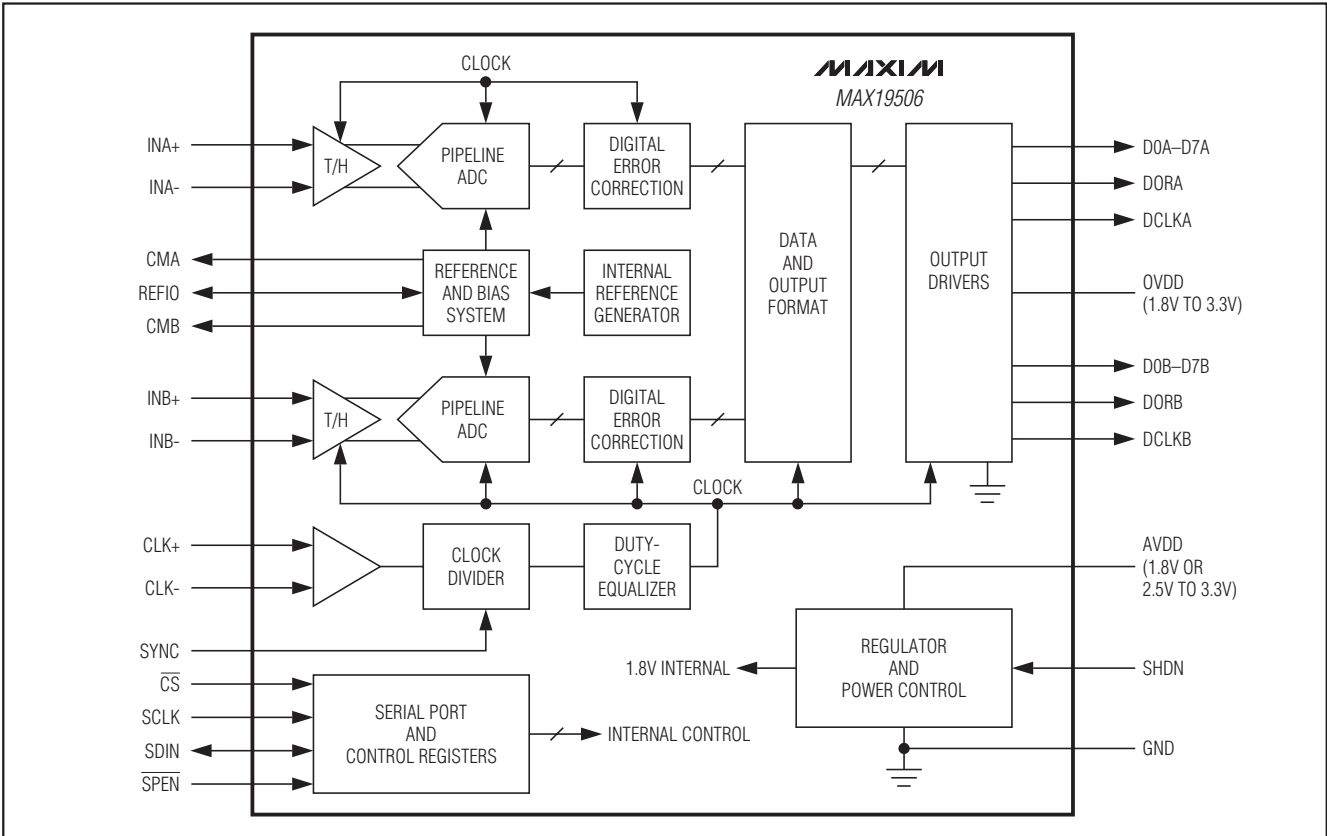 CLOCK
MAXIM
MAX19506
INA+
INA-
T/H
PIPELINE
ADC
DIGITAL
ERROR
CORRECTION
D0A–D7A
DORA
DCLKA
CMA
REFIO
CMB
REFERENCE
AND BIAS
SYSTEM
INTERNAL
REFERENCE
GENERATOR
DATA
AND
OUTPUT
FORMAT
OUTPUT
DRIVERS
OVDD
(1.8V TO 3.3V)
INB+
INB-
T/H
PIPELINE
ADC
DIGITAL
ERROR
CORRECTION
D0B–D7B
DORB
DCLKB
CLOCK
CLK+
CLK-
CLOCK
DIVIDER
DUTY-
CYCLE
EQUALIZER
AVDD
(1.8V OR
2.5V TO 3.3V)
SYNC
CS
SCLK
SDIN
SPEN
SERIAL PORT
AND
CONTROL REGISTERS
INTERNAL CONTROL
1.8V INTERNAL
REGULATOR
AND
POWER CONTROL
SHDN
GND